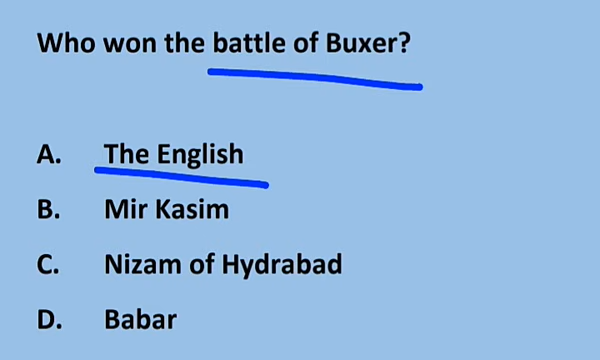 Who won the battle of Buxer?
A. The English
B. Mir Kasim
C. Nizam of Hydrabad
D. Babar